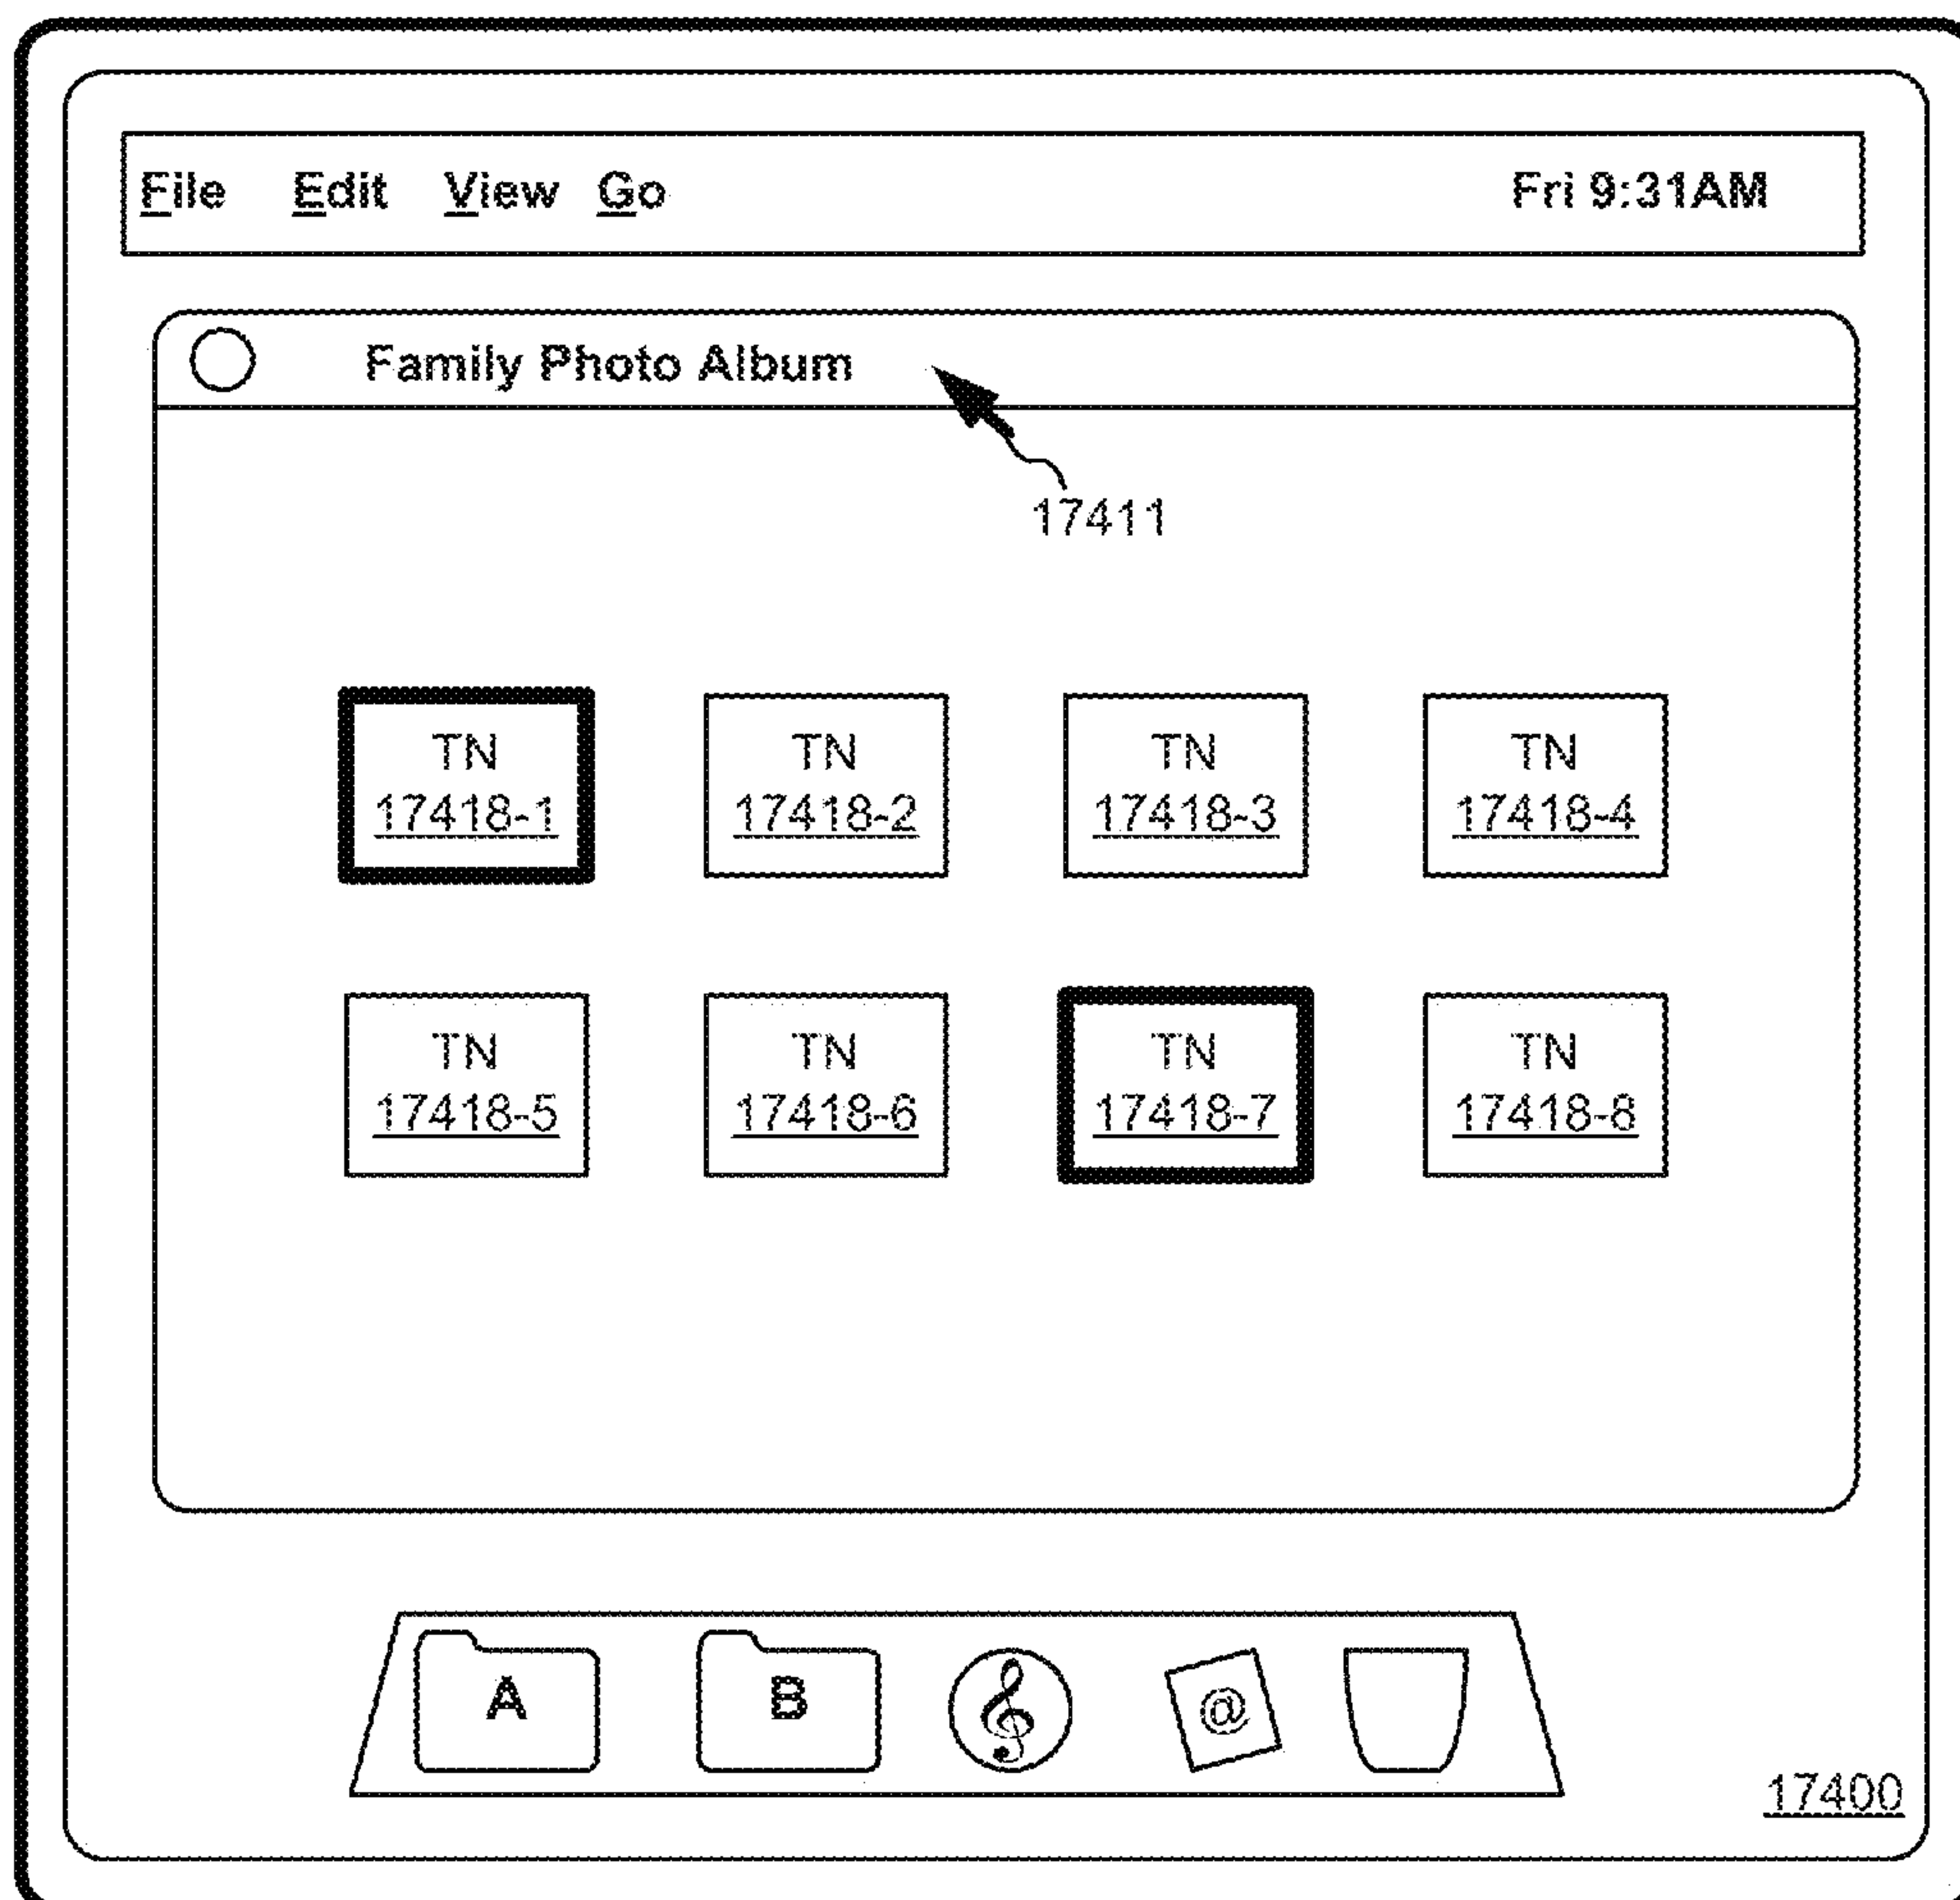 File Edit View Go Fri 9:31AM
Family Photo Album
17411
TN TN TN TN
17418-1 17418-2 17418-3 17418-4
TN TN TN TN
17418-5 17418-6 17418-7 17418-8
A B @
17400